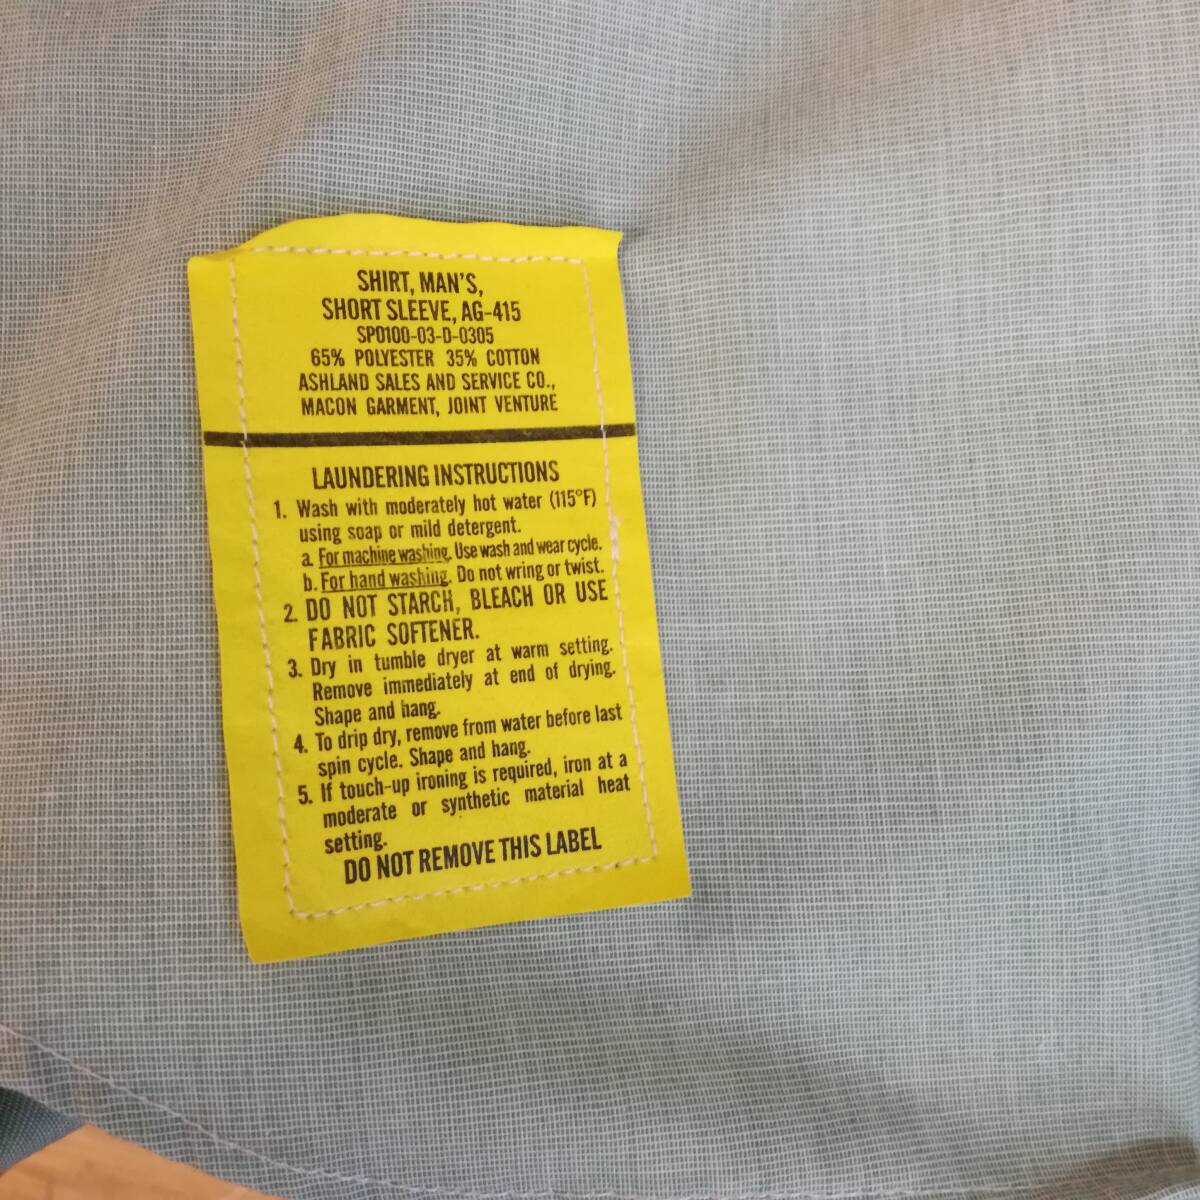 SHIRT, MAN'S,
SHORT SLEEVE, AG-415
SPO100-03-D-0305
65% POLYESTER 35% COTTON
ASHLAND SALES AND SERVICE CO.,
MACON GARMENT, JOINT VENTURE
LAUNDERING INSTRUCTIONS
1. Wash with moderately hot water (115°F)
using soap or mild detergent.
a. For machine washing. Use wash and wear cycle.
b. For hand washing. Do not wring or twist.
2. DO NOT STARCH, BLEACH OR USE
FABRIC SOFTENER.
3. Dry in tumble dryer at warm setting.
Remove immediately at end of drying.
Shape and hang.
4. To drip dry, remove from water before last
spin cycle. Shape and hang.
5. If touch-up ironing is required, iron at a
moderate or synthetic material heat
setting.
DO NOT REMOVE THIS LABEL